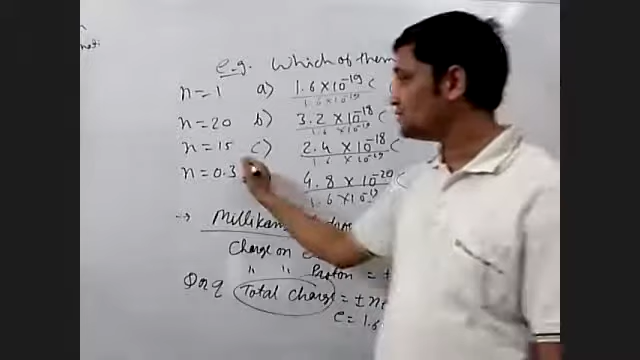 e.g. Which of them
n = 1 a) 1.6 × 10⁻¹⁹ C
1.6 × 10⁻¹⁹
n = 20 b) 3.2 × 10⁻¹⁸ C
1.6 × 10⁻¹⁹
n = 15 c) 2.4 × 10⁻¹⁸ C
1.6 × 10⁻¹⁹
n = 0.3 4.8 × 10⁻²⁰ C
1.6 × 10⁻¹⁹
→ Millikan
Charge on
" " Proton = +
Q or q Total Charge = ± ne
e = 1.6